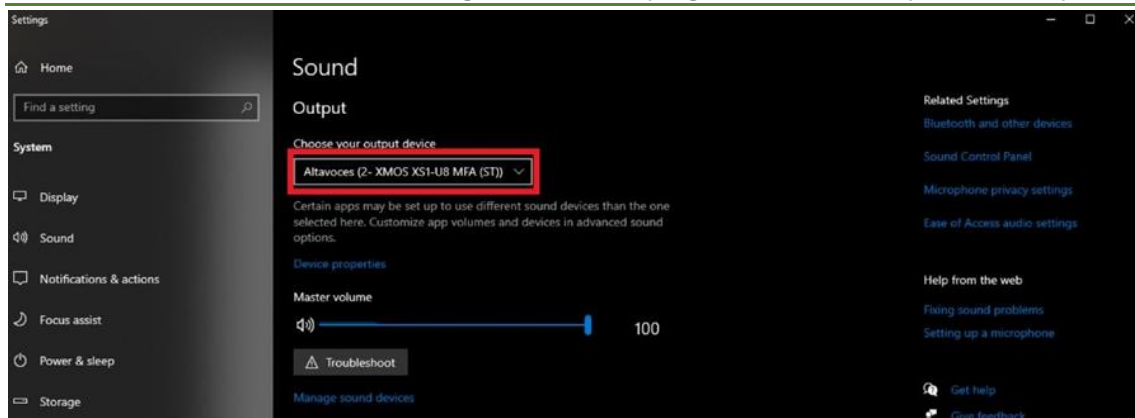 Settings
Home
Find a setting
System
Display
Sound
Notifications & actions
Focus assist
Power & sleep
Storage
Sound
Output
Choose your output device
Altavoces (2- XMOS XS1-U8 MFA (ST))
Certain apps may be set up to use different sound devices than the one
selected here. Customize app volumes and devices in advanced sound
options.
Device properties
Master volume
100
Troubleshoot
Manage sound devices
Related Settings
Bluetooth and other devices
Sound Control Panel
Microphone privacy settings
Ease of Access audio settings
Help from the web
Fixing sound problems
Setting up a microphone
Get help
Give feedback